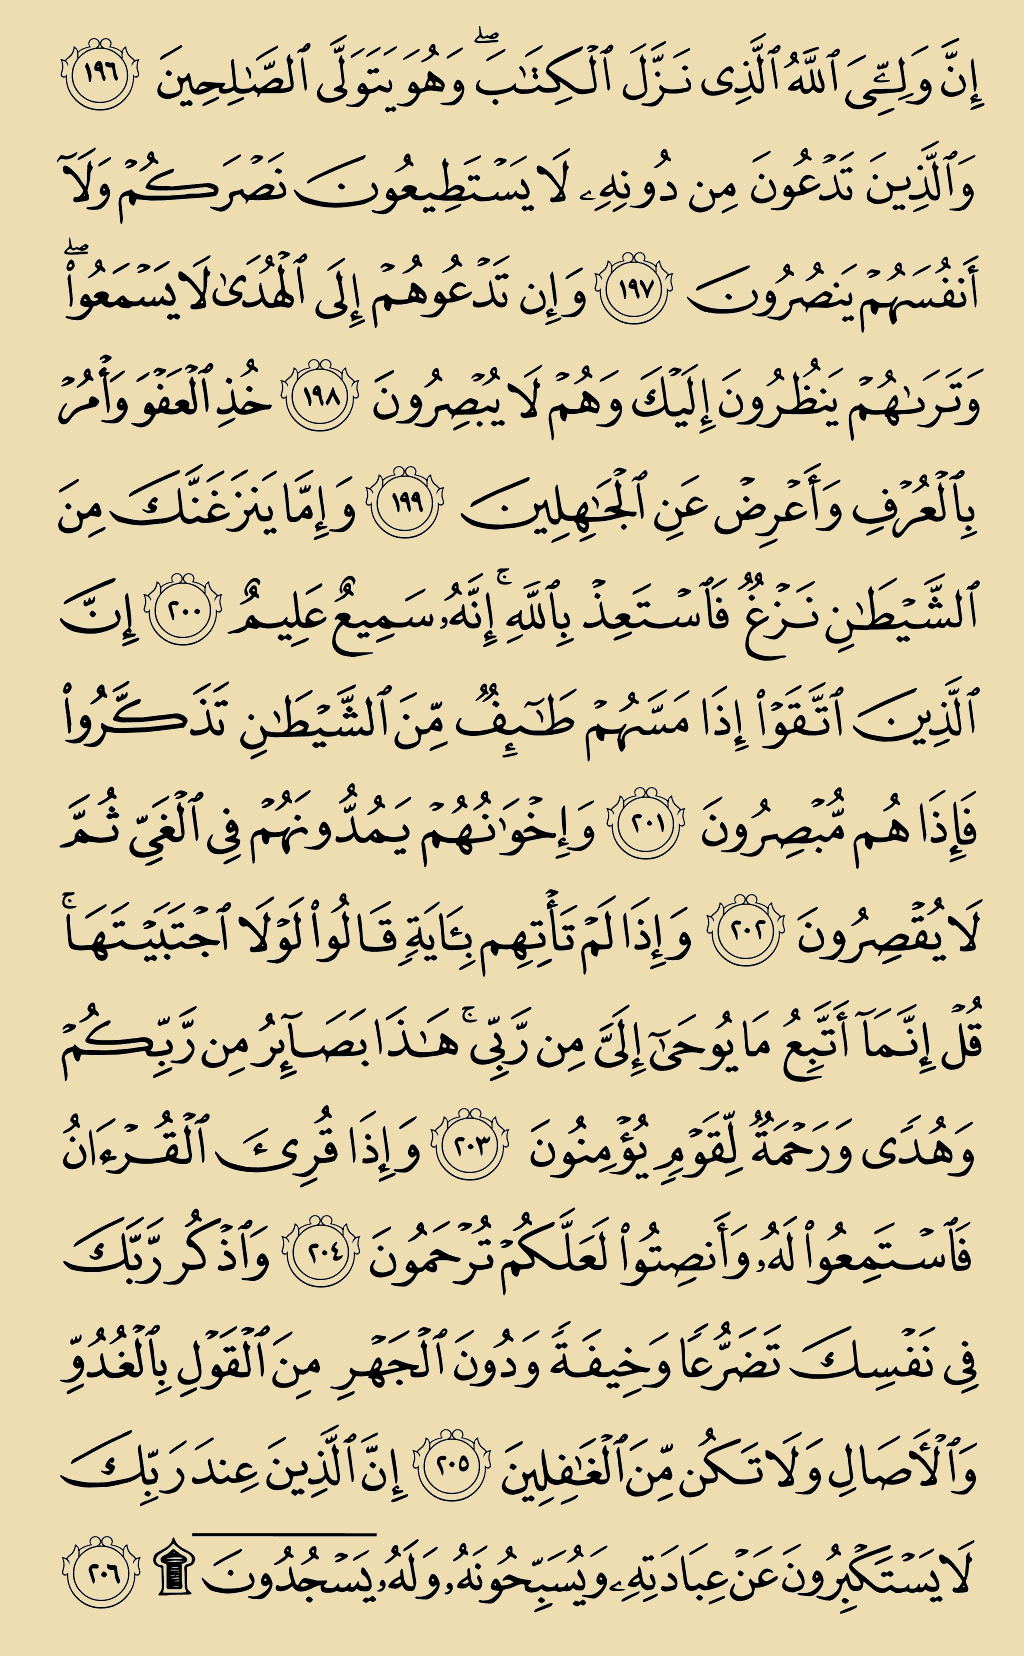 إِنَّ وَلِـِّۧيَ ٱللَّهُ ٱلَّذِى نَزَّلَ ٱلْكِتَـٰبَ ۖ وَهُوَ يَتَوَلَّى ٱلصَّـٰلِحِينَ ١٩٦
وَٱلَّذِينَ تَدْعُونَ مِن دُونِهِۦ لَا يَسْتَطِيعُونَ نَصْرَكُمْ وَلَآ
أَنفُسَهُمْ يَنصُرُونَ ١٩٧ وَإِن تَدْعُوهُمْ إِلَى ٱلْهُدَىٰ لَا يَسْمَعُوا۟ ۖ
وَتَرَىٰهُمْ يَنظُرُونَ إِلَيْكَ وَهُمْ لَا يُبْصِرُونَ ١٩٨ خُذِ ٱلْعَفْوَ وَأْمُرْ
بِٱلْعُرْفِ وَأَعْرِضْ عَنِ ٱلْجَـٰهِلِينَ ١٩٩ وَإِمَّا يَنزَغَنَّكَ مِنَ
ٱلشَّيْطَـٰنِ نَزْغٌ فَٱسْتَعِذْ بِٱللَّهِ ۚ إِنَّهُۥ سَمِيعٌ عَلِيمٌ ٢٠٠ إِنَّ
ٱلَّذِينَ ٱتَّقَوْا۟ إِذَا مَسَّهُمْ طَـٰٓئِفٌ مِّنَ ٱلشَّيْطَـٰنِ تَذَكَّرُوا۟
فَإِذَا هُم مُّبْصِرُونَ ٢٠١ وَإِخْوَٰنُهُمْ يَمُدُّونَهُمْ فِى ٱلْغَىِّ ثُمَّ
لَا يُقْصِرُونَ ٢٠٢ وَإِذَا لَمْ تَأْتِهِم بِـَٔايَةٍ قَالُوا۟ لَوْلَا ٱجْتَبَيْتَهَا ۚ
قُلْ إِنَّمَآ أَتَّبِعُ مَا يُوحَىٰٓ إِلَىَّ مِن رَّبِّى ۚ هَـٰذَا بَصَآئِرُ مِن رَّبِّكُمْ
وَهُدًى وَرَحْمَةٌ لِّقَوْمٍ يُؤْمِنُونَ ٢٠٣ وَإِذَا قُرِئَ ٱلْقُرْءَانُ
فَٱسْتَمِعُوا۟ لَهُۥ وَأَنصِتُوا۟ لَعَلَّكُمْ تُرْحَمُونَ ٢٠٤ وَٱذْكُر رَّبَّكَ
فِى نَفْسِكَ تَضَرُّعًا وَخِيفَةً وَدُونَ ٱلْجَهْرِ مِنَ ٱلْقَوْلِ بِٱلْغُدُوِّ
وَٱلْـَٔاصَالِ وَلَا تَكُن مِّنَ ٱلْغَـٰفِلِينَ ٢٠٥ إِنَّ ٱلَّذِينَ عِندَ رَبِّكَ
لَا يَسْتَكْبِرُونَ عَنْ عِبَادَتِهِۦ وَيُسَبِّحُونَهُۥ وَلَهُۥ يَسْجُدُونَ ۩ ٢٠٦